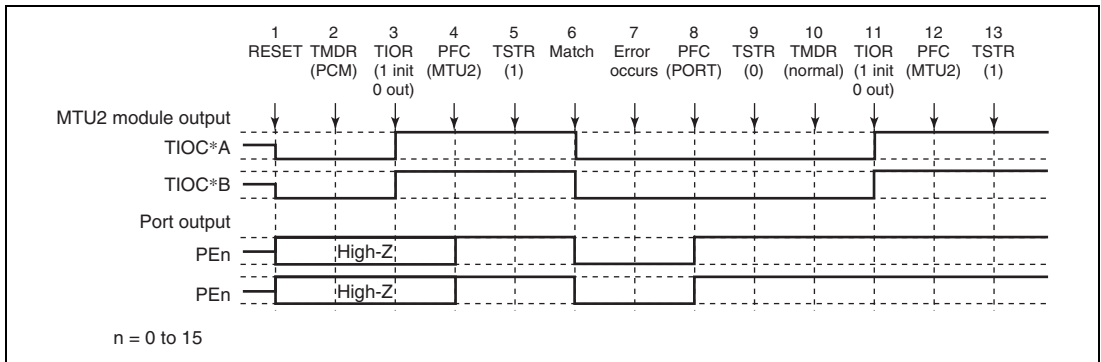 1 2 3 4 5 6 7 8 9 10 11 12 13
RESET TMDR TIOR PFC TSTR Match Error PFC TSTR TMDR TIOR PFC TSTR
(PCM) (1 init (MTU2) (1) occurs (PORT) (0) (normal) (1 init (MTU2) (1)
0 out) 0 out)
MTU2 module output
TIOC*A
TIOC*B
Port output
PEn High-Z
PEn High-Z
n = 0 to 15